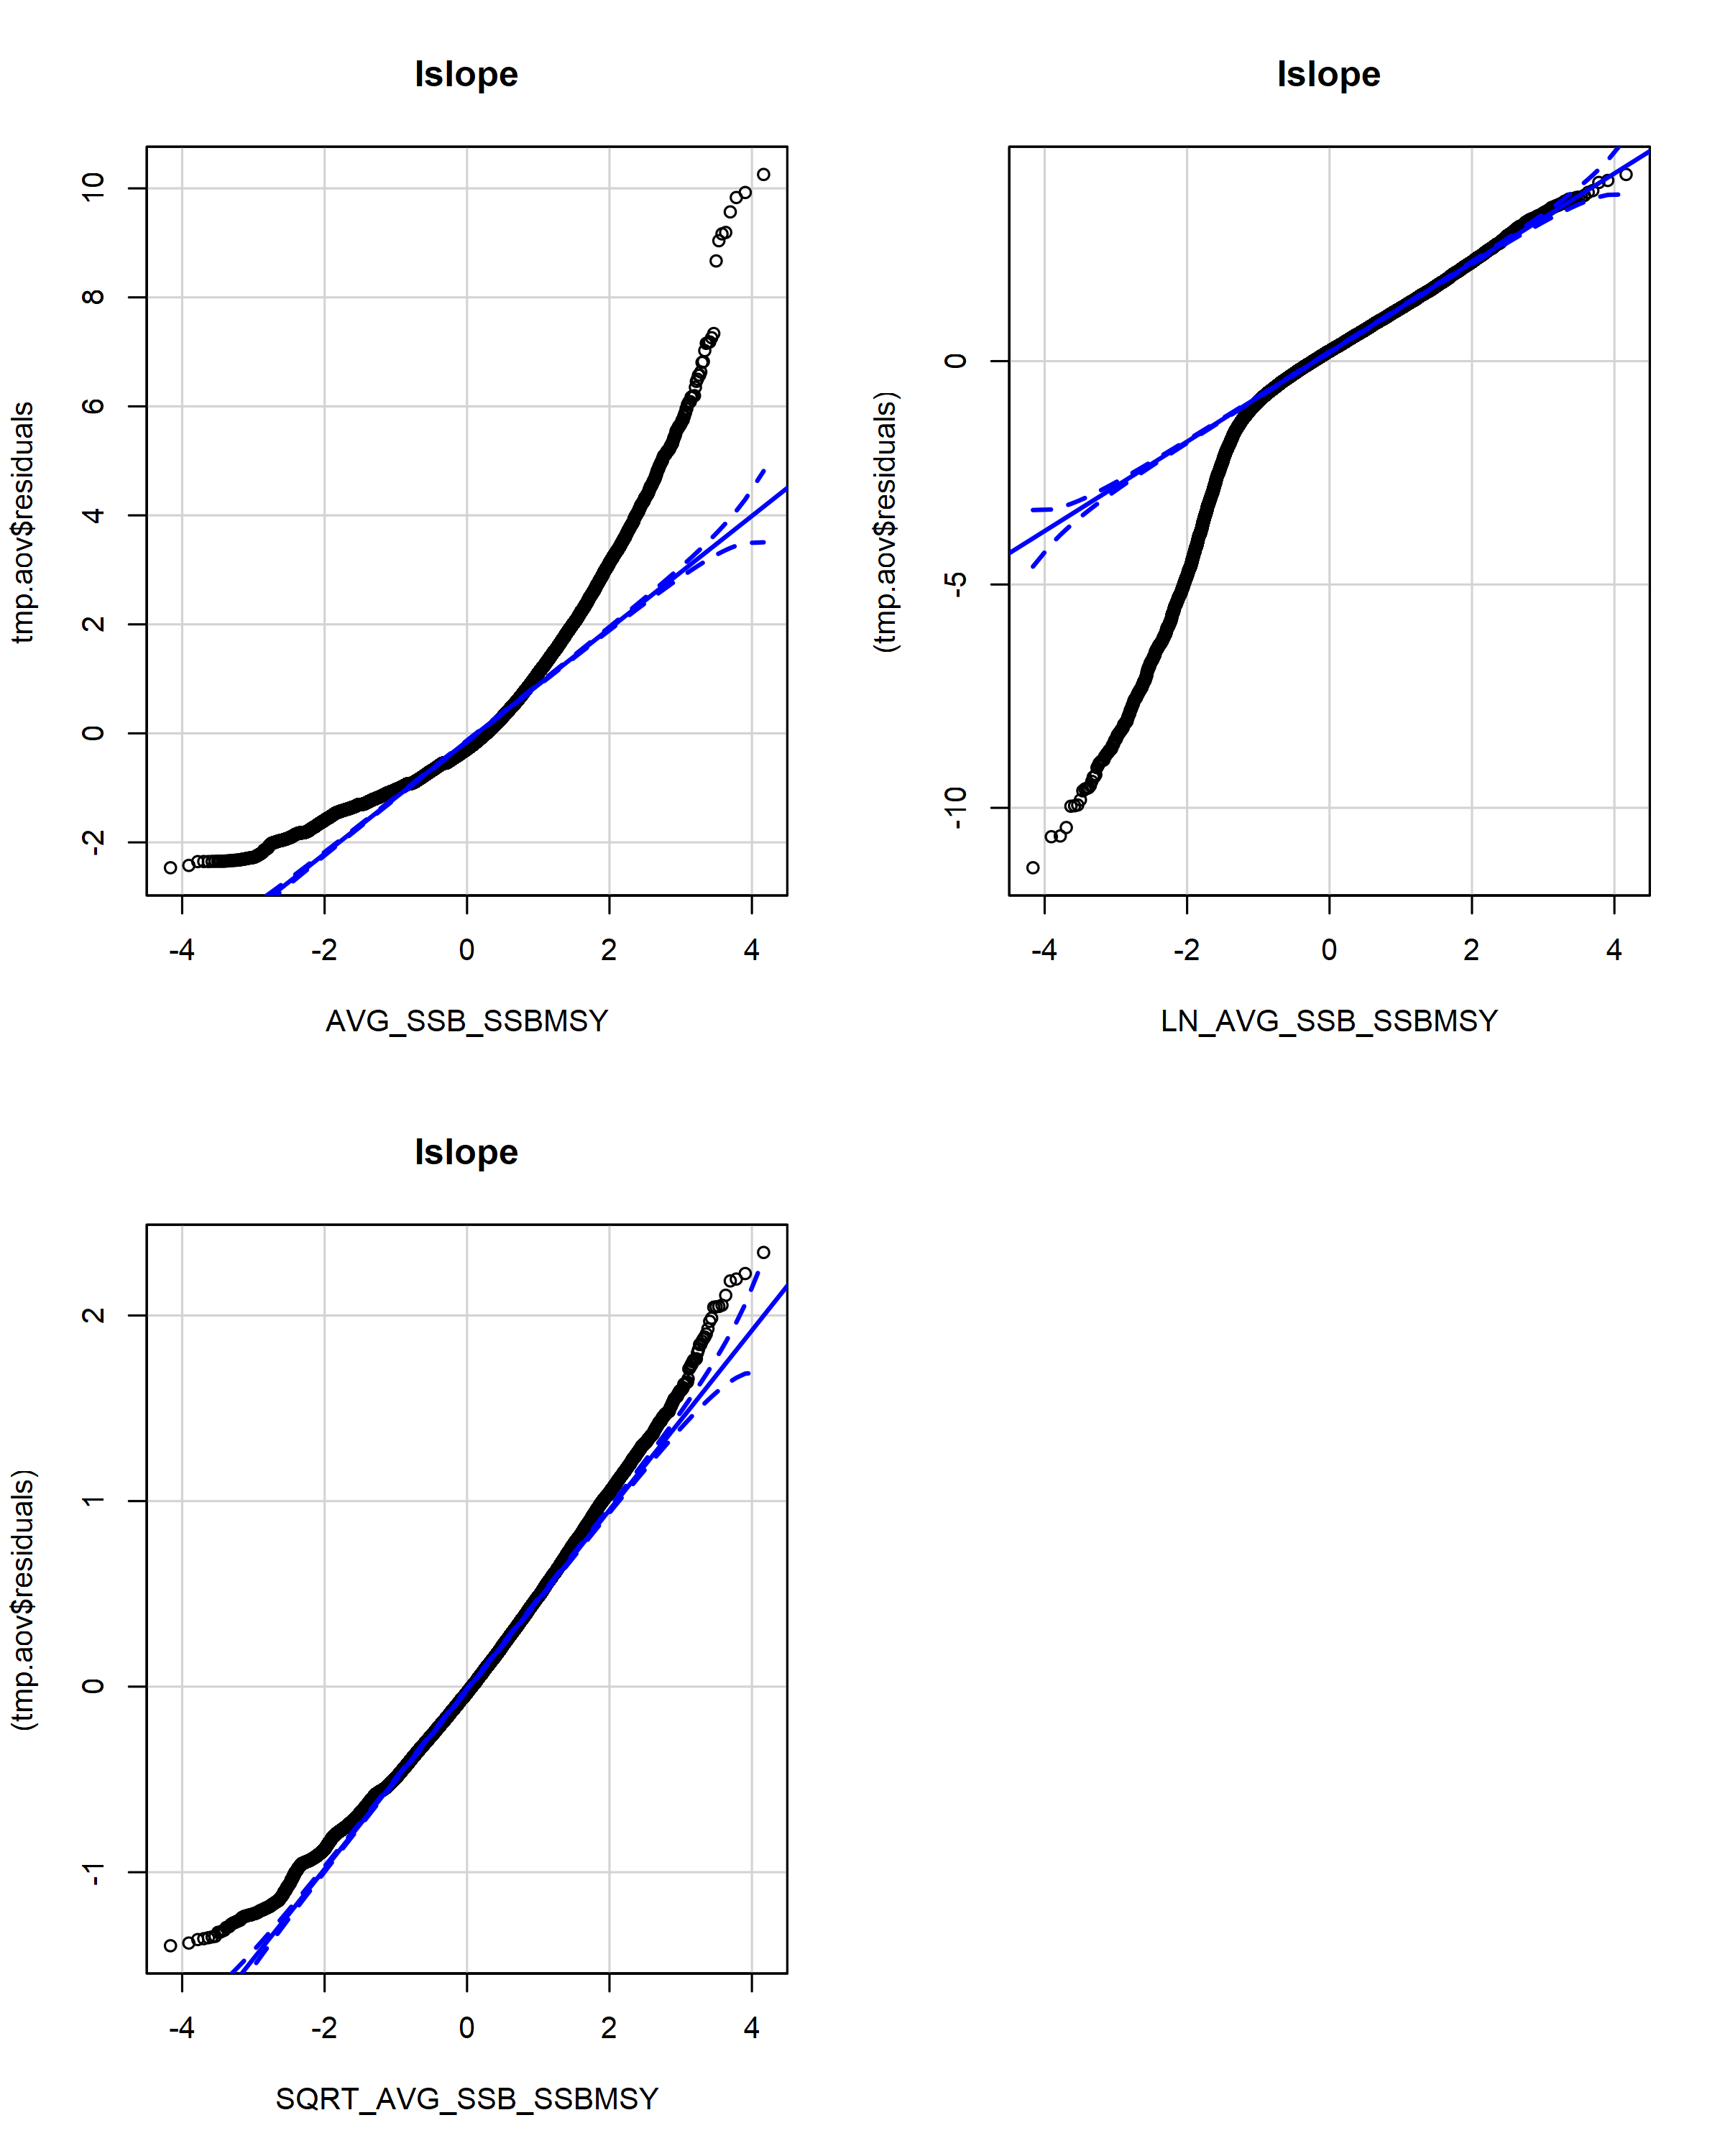 Islope
tmp.aov$residuals
10
8
6
4
2
0
-2
-4 -2 0 2 4
AVG_SSB_SSBMSY
Islope
(tmp.aov$residuals)
0
-5
-10
-4 -2 0 2 4
LN_AVG_SSB_SSBMSY
Islope
(tmp.aov$residuals)
2
1
0
-1
-4 -2 0 2 4
SQRT_AVG_SSB_SSBMSY